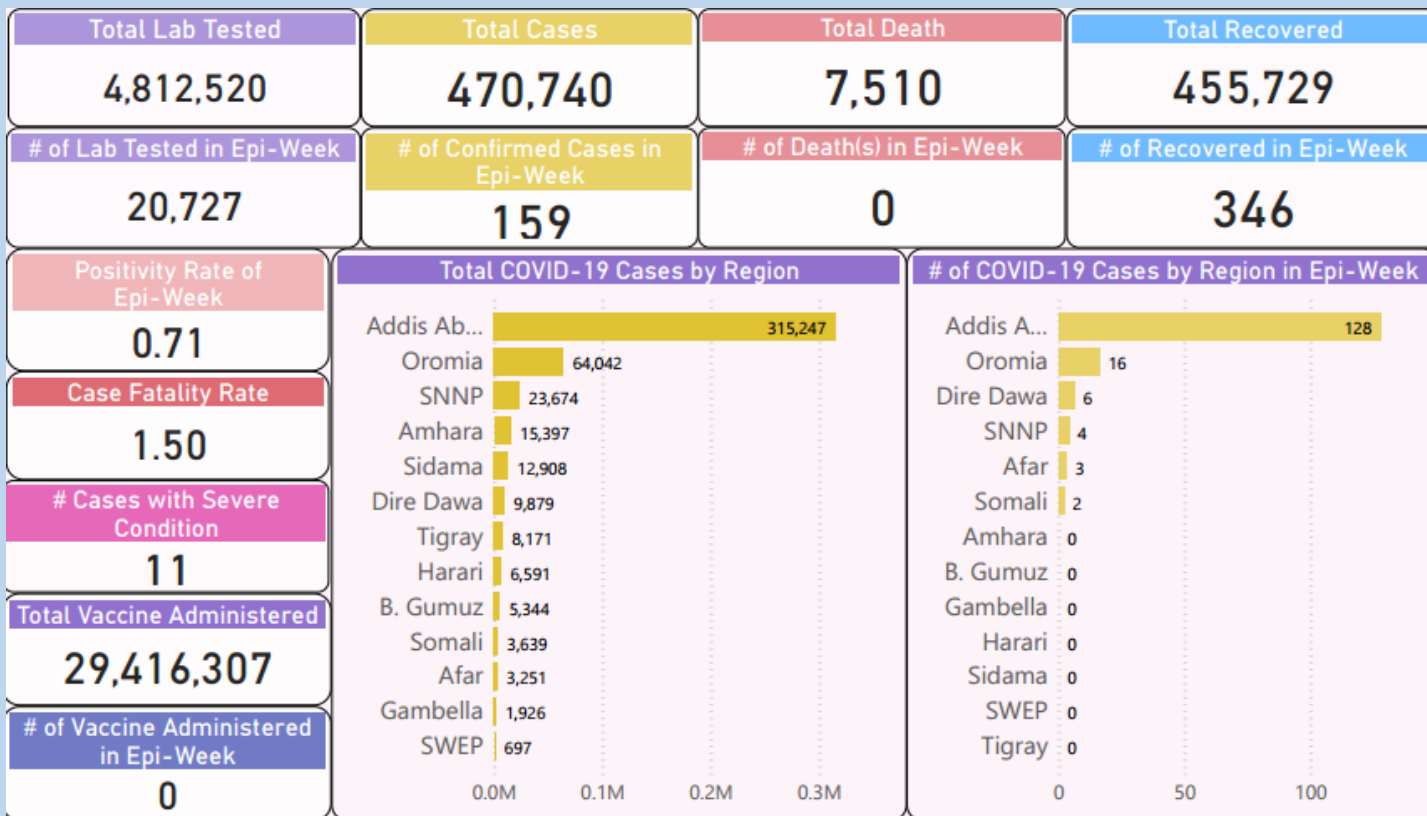 Total Lab Tested
4,812,520
Total Cases
470,740
Total Death
7,510
Total Recovered
455,729
# of Lab Tested in Epi-Week
20,727
# of Confirmed Cases in
Epi-Week
159
# of Death(s) in Epi-Week
0
# of Recovered in Epi-Week
346
Positivity Rate of
Epi-Week
0.71
Case Fatality Rate
1.50
# Cases with Severe
Condition
11
Total Vaccine Administered
29,416,307
# of Vaccine Administered
in Epi-Week
0
Total COVID-19 Cases by Region
Addis Ab... 315,247
Oromia 64,042
SNNP 23,674
Amhara 15,397
Sidama 12,908
Dire Dawa 9,879
Tigray 8,171
Harari 6,591
B. Gumuz 5,344
Somali 3,639
Afar 3,251
Gambella 1,926
SWEP 697
0.0M 0.1M 0.2M 0.3M
# of COVID-19 Cases by Region in Epi-Week
Addis A... 128
Oromia 16
Dire Dawa 6
SNNP 4
Afar 3
Somali 2
Amhara 0
B. Gumuz 0
Gambella 0
Harari 0
Sidama 0
SWEP 0
Tigray 0
0 50 100